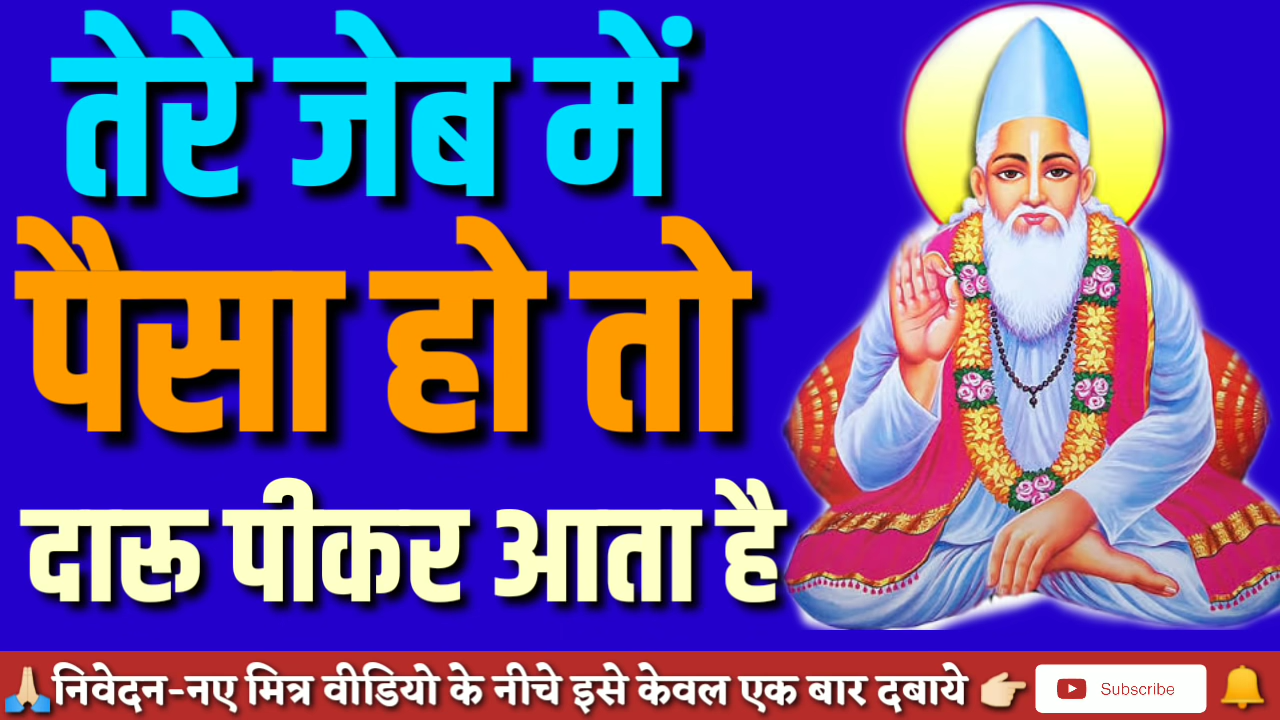 तेरे जेब में
पैसा हो तो
दारू पीकर आता है
निवेदन-नए मित्र वीडियो के नीचे इसे केवल एक बार दबाये Subscribe